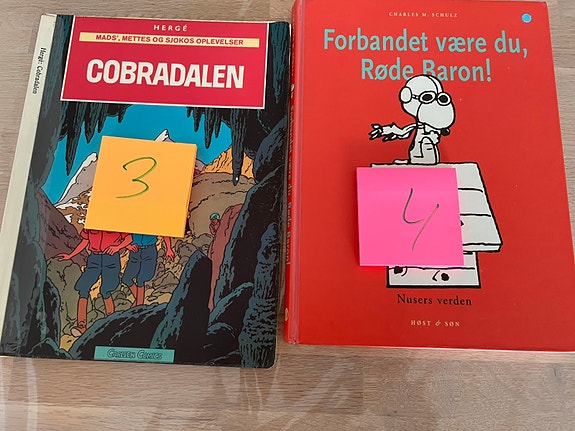 Hergé: Cobradalen
HERGÉ
MADS', METTES OG SJOKOS OPLEVELSER
COBRADALEN
3
CARLSEN COMICS
CHARLES M. SCHULZ
Forbandet være du,
Røde Baron!
4
Nusers verden
HØST & SØN